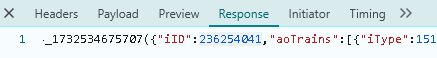 Headers Payload Preview Response Initiator Timing
1 _1732534675707({"iID":236254041,"aoTrains":[{"iType":151